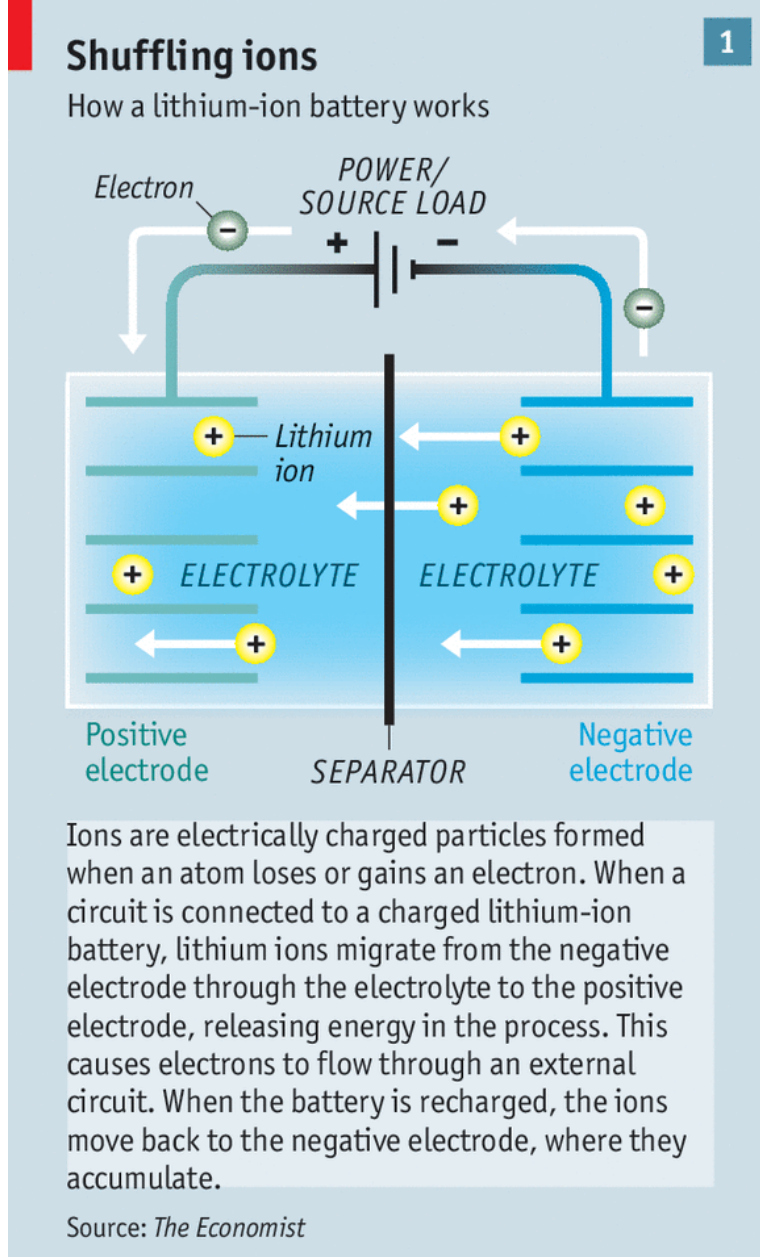 Shuffling ions
1
How a lithium-ion battery works
Electron
POWER/
SOURCE LOAD
+
−
−
−
+
Lithium
ion
+
+
+
+
ELECTROLYTE
ELECTROLYTE
+
+
+
Positive
electrode
SEPARATOR
Negative
electrode
Ions are electrically charged particles formed
when an atom loses or gains an electron. When a
circuit is connected to a charged lithium-ion
battery, lithium ions migrate from the negative
electrode through the electrolyte to the positive
electrode, releasing energy in the process. This
causes electrons to flow through an external
circuit. When the battery is recharged, the ions
move back to the negative electrode, where they
accumulate.
Source: The Economist